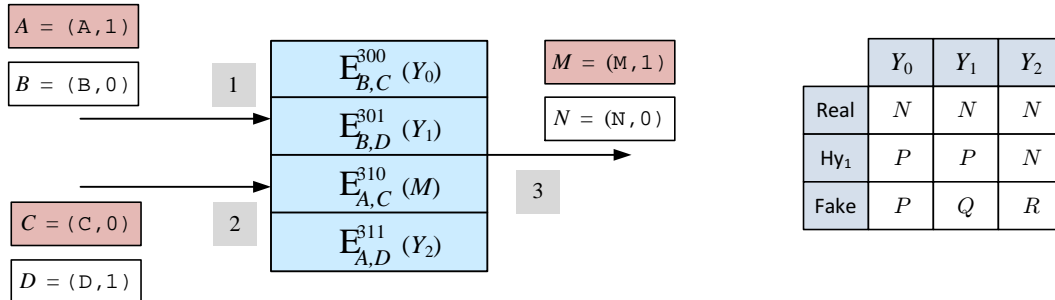 A = (A,1)
B = (B,0)
1
C = (C,0)
D = (D,1)
2
E^{300}_{B,C} (Y_0)
E^{301}_{B,D} (Y_1)
E^{310}_{A,C} (M)
E^{311}_{A,D} (Y_2)
M = (M,1)
N = (N,0)
3
Y_0 Y_1 Y_2
Real N N N
Hy_1 P P N
Fake P Q R